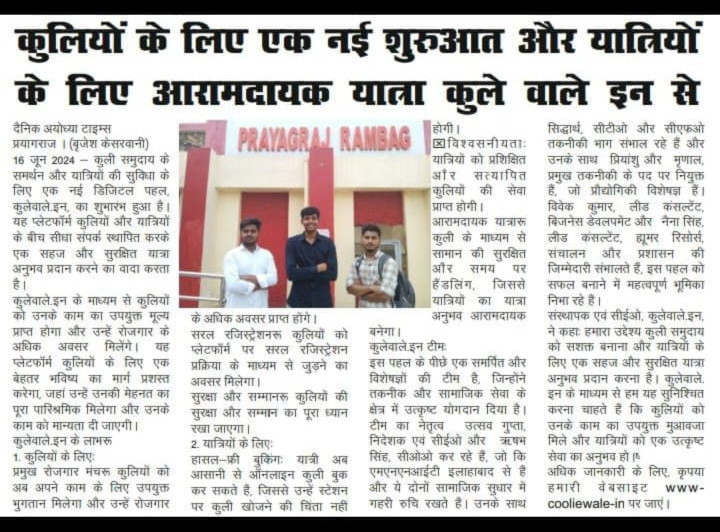 कुलियों के लिए एक नई शुरुआत और यात्रियों
के लिए आरामदायक यात्रा कुले वाले इन से
दैनिक अयोध्या टाइम्स
प्रयागराज । (बृजेश केसरवानी)
16 जून 2024 – कुली समुदाय के
समर्थन और यात्रियों की सुविधा के
लिए एक नई डिजिटल पहल,
कुलेवाले.इन, का शुभारंभ हुआ है।
यह प्लेटफॉर्म कुलियों और यात्रियों
के बीच सीधा संपर्क स्थापित करके
एक सहज और सुरक्षित यात्रा
अनुभव प्रदान करने का वादा करता
है।
कुलेवाले.इन के माध्यम से कुलियों
को उनके काम का उपयुक्त मूल्य
प्राप्त होगा और उन्हें रोजगार के
अधिक अवसर मिलेंगे। यह
प्लेटफॉर्म कुलियों के लिए एक
बेहतर भविष्य का मार्ग प्रशस्त
करेगा, जहां उन्हें उनकी मेहनत का
पूरा पारिश्रमिक मिलेगा और उनके
काम को मान्यता दी जाएगी।
कुलेवाले.इन के लाभरू
1. कुलियों के लिएः
प्रमुख रोजगार मंचरू कुलियों को
अब अपने काम के लिए उपयुक्त
भुगतान मिलेगा और उन्हें रोजगार
PRAYAGRAJ RAMBAG
के अधिक अवसर प्राप्त होंगे।
सरल रजिस्ट्रेशनरू कुलियों को
प्लेटफॉर्म पर सरल रजिस्ट्रेशन
प्रक्रिया के माध्यम से जुड़ने का
अवसर मिलेगा।
सुरक्षा और सम्मानरू कुलियों की
सुरक्षा और सम्मान का पूरा ध्यान
रखा जाएगा।
2. यात्रियों के लिएः
हासल–फ्री बुकिंगः यात्री अब
आसानी से ऑनलाइन कुली बुक
कर सकते है, जिससे उन्हें स्टेशन
पर कुली खोजने की चिंता नहीं
होगी।
विश्वसनीयताः
यात्रियों को प्रशिक्षित
और सत्यापित
कुलियों की सेवा
प्राप्त होगी।
आरामदायक यात्रारू
कुली के माध्यम से
सामान की सुरक्षित
और समय पर
हैंडलिंग, जिससे
यात्रियों का यात्रा
अनुभव आरामदायक
बनेगा।
कुलेवाले.इन टीमः
इस पहल के पीछे एक समर्पित और
विशेषज्ञों की टीम है, जिन्होंने
तकनीक और सामाजिक सेवा के
क्षेत्र में उत्कृष्ट योगदान दिया है।
टीम का नेतृत्व उत्सव गुप्ता,
निदेशक एवं सीईओ और ऋषभ
सिंह, सीओओ कर रहे हैं, जो कि
एमएनएनआईटी इलाहाबाद से हैं
और ये दोनों सामाजिक सुधार में
गहरी रुचि रखते हैं। उनके साथ
सिद्धार्थ, सीटीओ और सीएफओ
तकनीकी भाग संभाल रहे हैं और
उनके साथ प्रियांशु और मृणाल,
प्रमुख तकनीकी के पद पर नियुक्त
हैं, जो प्रौद्योगिकी विशेषज्ञ हैं।
विवेक कुमार, लीड कंसल्टेंट,
बिजनेस डेवलपमेंट और नैना सिंह,
लीड कंसल्टेंट, ह्यूमर रिसोर्स,
संचालन और प्रशासन की
जिम्मेदारी संभालते हैं, इस पहल को
सफल बनाने में महत्वपूर्ण भूमिका
निभा रहे हैं।
संस्थापक एवं सीईओ, कुलेवाले.इन,
ने कहाः हमारा उद्देश्य कुली समुदाय
को सशक्त बनाना और यात्रियों के
लिए एक सहज और सुरक्षित यात्रा
अनुभव प्रदान करना है। कुलेवाले.
इन के माध्यम से हम यह सुनिश्चित
करना चाहते हैं कि कुलियों को
उनके काम का उपयुक्त मुआवजा
मिले और यात्रियों को एक उत्कृष्ट
सेवा का अनुभव हो।
अधिक जानकारी के लिए, कृपया
हमारी वेबसाइट www-
cooliewale-in पर जाएं।